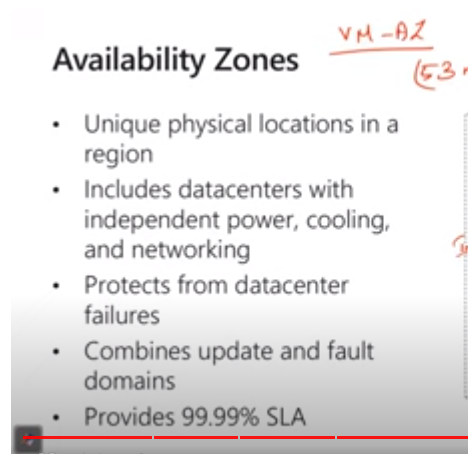 VM-AZ
Availability Zones
(53
• Unique physical locations in a
region
• Includes datacenters with
independent power, cooling,
and networking
• Protects from datacenter
failures
• Combines update and fault
domains
• Provides 99.99% SLA